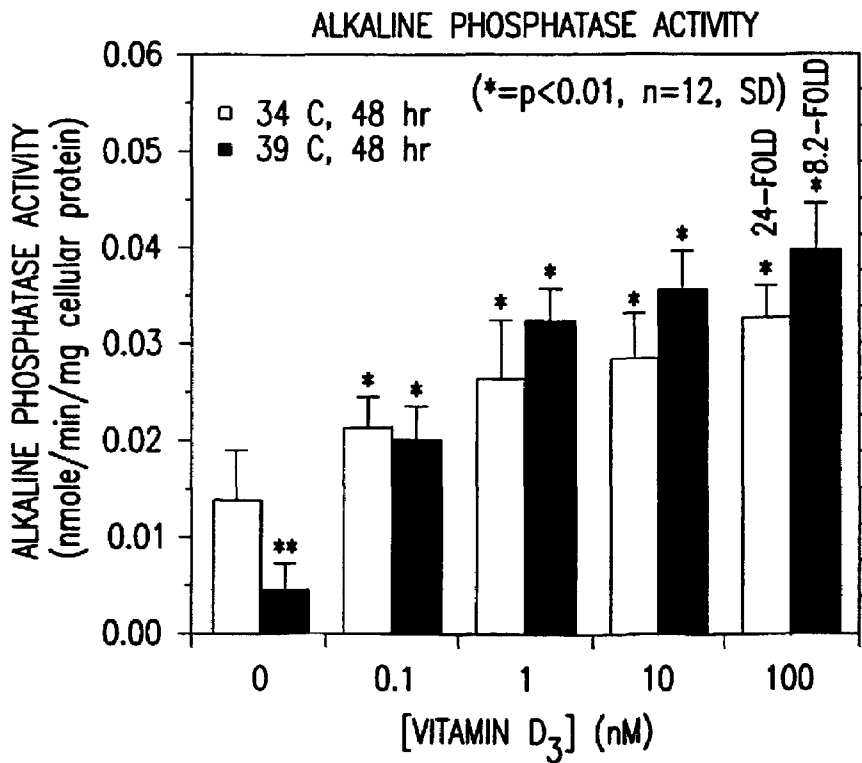 ALKALINE PHOSPHATASE ACTIVITY
(*=p<0.01, n=12, SD)
34 C, 48 hr
39 C, 48 hr
24-FOLD
8.2-FOLD
ALKALINE PHOSPHATASE ACTIVITY
(nmole/min/mg cellular protein)
0.06
0.05
0.04
0.03
0.02
0.01
0.00
*
*
*
*
*
*
*
*
**
0
0.1
1
10
100
[VITAMIN D₃] (nM)